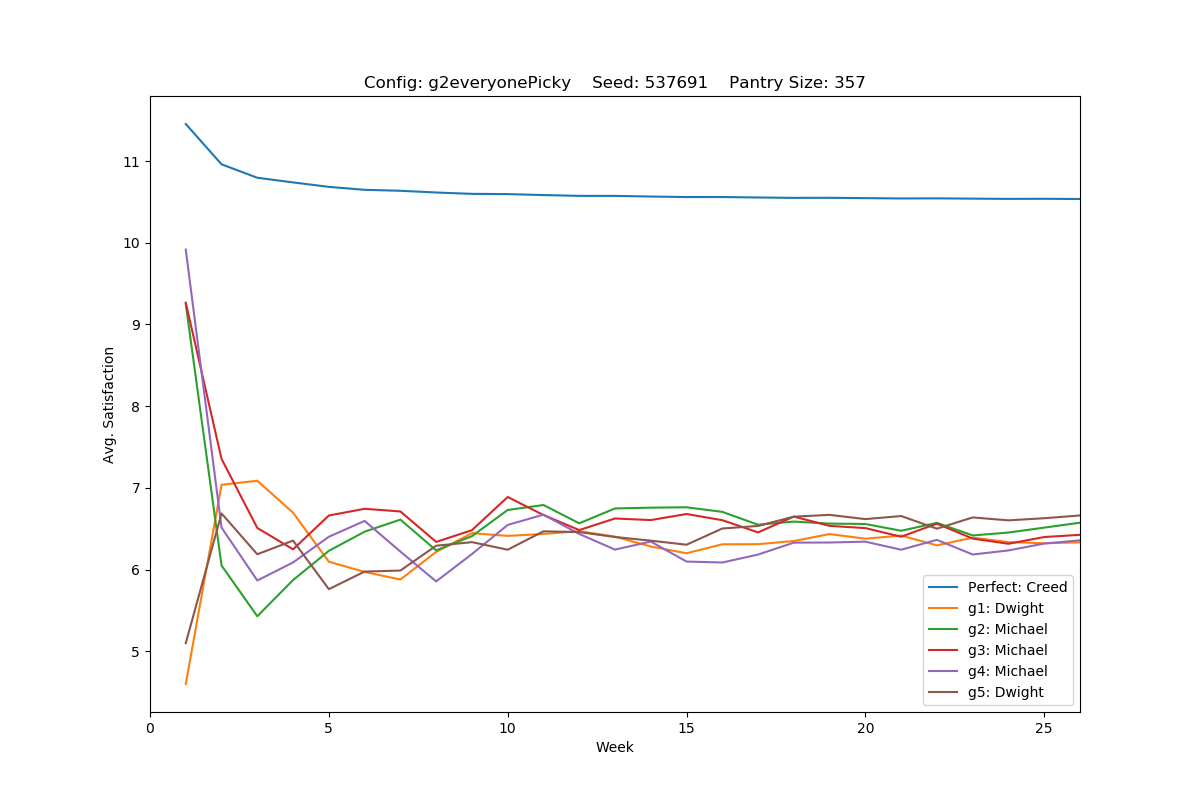 Config: g2everyonePicky    Seed: 537691    Pantry Size: 357
Avg. Satisfaction
11
10
9
8
7
6
5
0 5 10 15 20 25
Week
Perfect: Creed
g1: Dwight
g2: Michael
g3: Michael
g4: Michael
g5: Dwight